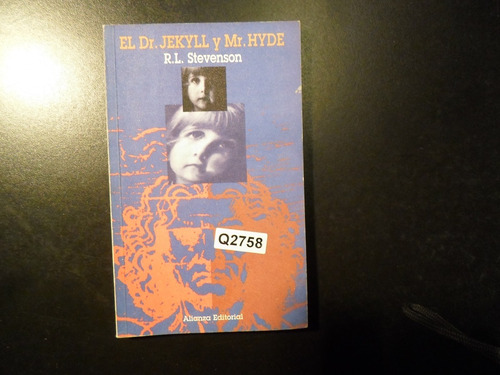 EL Dr. JEKYLL y Mr. HYDE
R.L. Stevenson
Q2758
Alianza Editorial